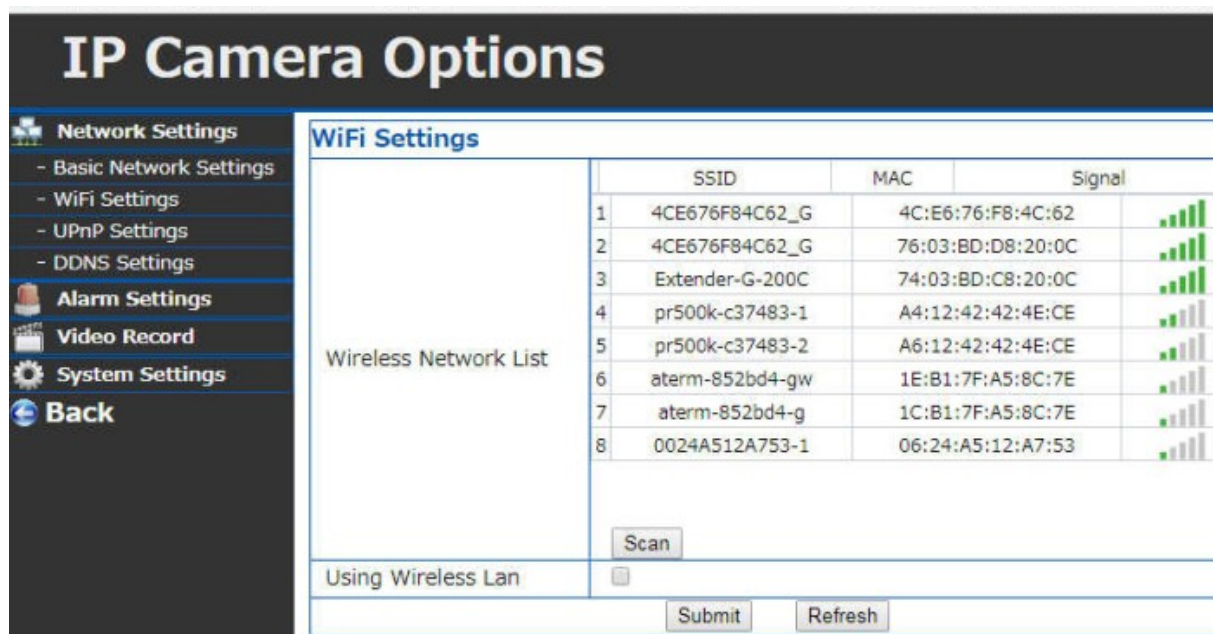 IP Camera Options
Network Settings
- Basic Network Settings
- WiFi Settings
- UPnP Settings
- DDNS Settings
Alarm Settings
Video Record
System Settings
Back
WiFi Settings
Wireless Network List
SSID MAC Signal
1 4CE676F84C62_G 4C:E6:76:F8:4C:62
2 4CE676F84C62_G 76:03:BD:D8:20:0C
3 Extender-G-200C 74:03:BD:C8:20:0C
4 pr500k-c37483-1 A4:12:42:42:4E:CE
5 pr500k-c37483-2 A6:12:42:42:4E:CE
6 aterm-852bd4-gw 1E:B1:7F:A5:8C:7E
7 aterm-852bd4-g 1C:B1:7F:A5:8C:7E
8 0024A512A753-1 06:24:A5:12:A7:53
Scan
Using Wireless Lan
Submit Refresh